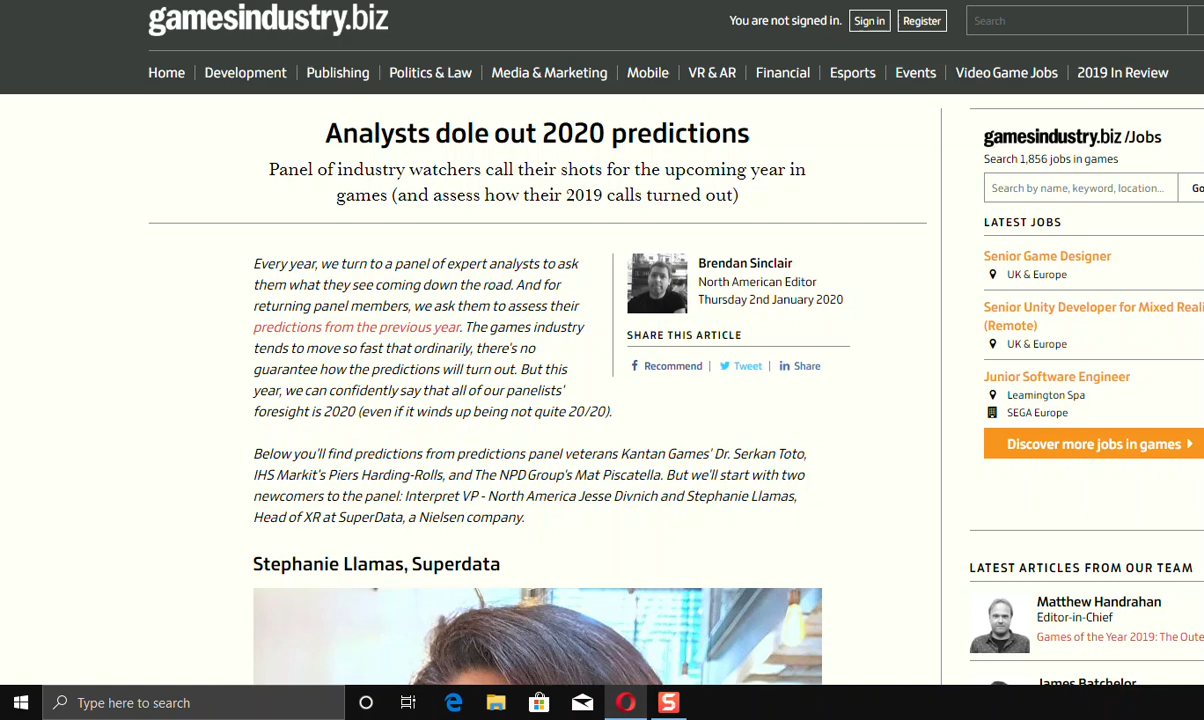 gamesindustry.biz
You are not signed in. Sign in Register Search
Home Development Publishing Politics & Law Media & Marketing Mobile VR & AR Financial Esports Events Video Game Jobs 2019 In Review
Analysts dole out 2020 predictions
Panel of industry watchers call their shots for the upcoming year in
games (and assess how their 2019 calls turned out)
Every year, we turn to a panel of expert analysts to ask
them what they see coming down the road. And for
returning panel members, we ask them to assess their
predictions from the previous year. The games industry
tends to move so fast that ordinarily, there's no
guarantee how the predictions will turn out. But this
year, we can confidently say that all of our panelists'
foresight is 2020 (even if it winds up being not quite 20/20).
Brendan Sinclair
North American Editor
Thursday 2nd January 2020
SHARE THIS ARTICLE
Recommend | Tweet | Share
Below you'll find predictions from predictions panel veterans Kantan Games' Dr. Serkan Toto,
IHS Markit's Piers Harding-Rolls, and The NPD Group's Mat Piscatella. But we'll start with two
newcomers to the panel: Interpret VP - North America Jesse Divnich and Stephanie Llamas,
Head of XR at SuperData, a Nielsen company.
Stephanie Llamas, Superdata
gamesindustry.biz /Jobs
Search 1,856 jobs in games
Search by name, keyword, location... Go
LATEST JOBS
Senior Game Designer
UK & Europe
Senior Unity Developer for Mixed Reali
(Remote)
UK & Europe
Junior Software Engineer
Leamington Spa
SEGA Europe
Discover more jobs in games
LATEST ARTICLES FROM OUR TEAM
Matthew Handrahan
Editor-in-Chief
Games of the Year 2019: The Oute
James Batchelor
Type here to search